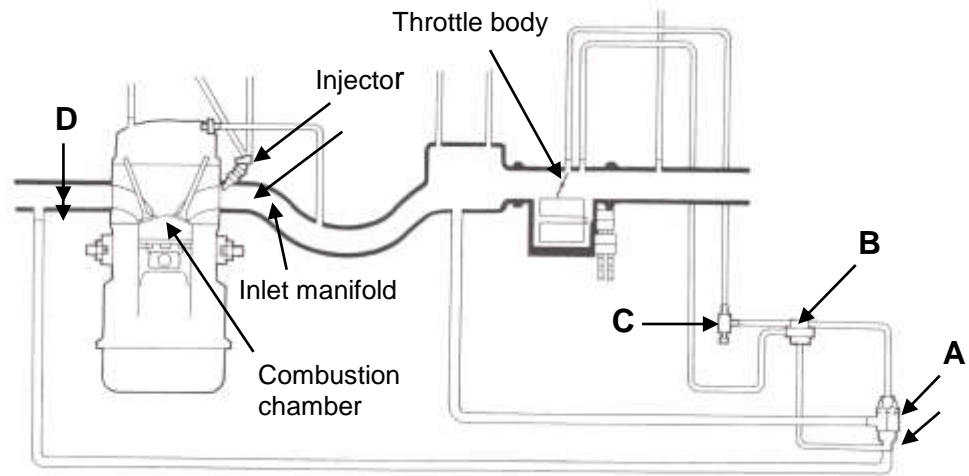 Throttle body
Injector
D
B
Inlet manifold
C
A
Combustion
chamber